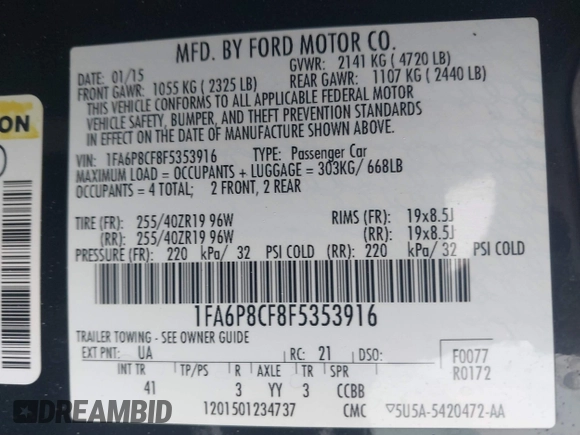 ON
MFD. BY FORD MOTOR CO.
DATE: 01/15 GVWR: 2141 KG ( 4720 LB)
FRONT GAWR: 1055 KG ( 2325 LB) REAR GAWR: 1107 KG ( 2440 LB)
THIS VEHICLE CONFORMS TO ALL APPLICABLE FEDERAL MOTOR
VEHICLE SAFETY, BUMPER, AND THEFT PREVENTION STANDARDS
IN EFFECT ON THE DATE OF MANUFACTURE SHOWN ABOVE.
VIN: 1FA6P8CF8F5353916 TYPE: Passenger Car
MAXIMUM LOAD = OCCUPANTS + LUGGAGE = 303KG/ 668LB
OCCUPANTS = 4 TOTAL; 2 FRONT, 2 REAR
TIRE (FR): 255/40ZR19 96W RIMS (FR): 19x8.5J
(RR): 255/40ZR19 96W (RR): 19x8.5J
PRESSURE (FR): 220 kPa/ 32 PSI COLD (RR): 220 kPa/ 32 PSI COLD
1FA6P8CF8F5353916
TRAILER TOWING - SEE OWNER GUIDE
EXT PNT: UA RC: 21 DSO: F0077
R0172
INT TR TP/PS R AXLE TR SPR
41 3 YY 3 CCBB
1201501234737 CMC ▽5U5A-5420472-AA
DREAMBID